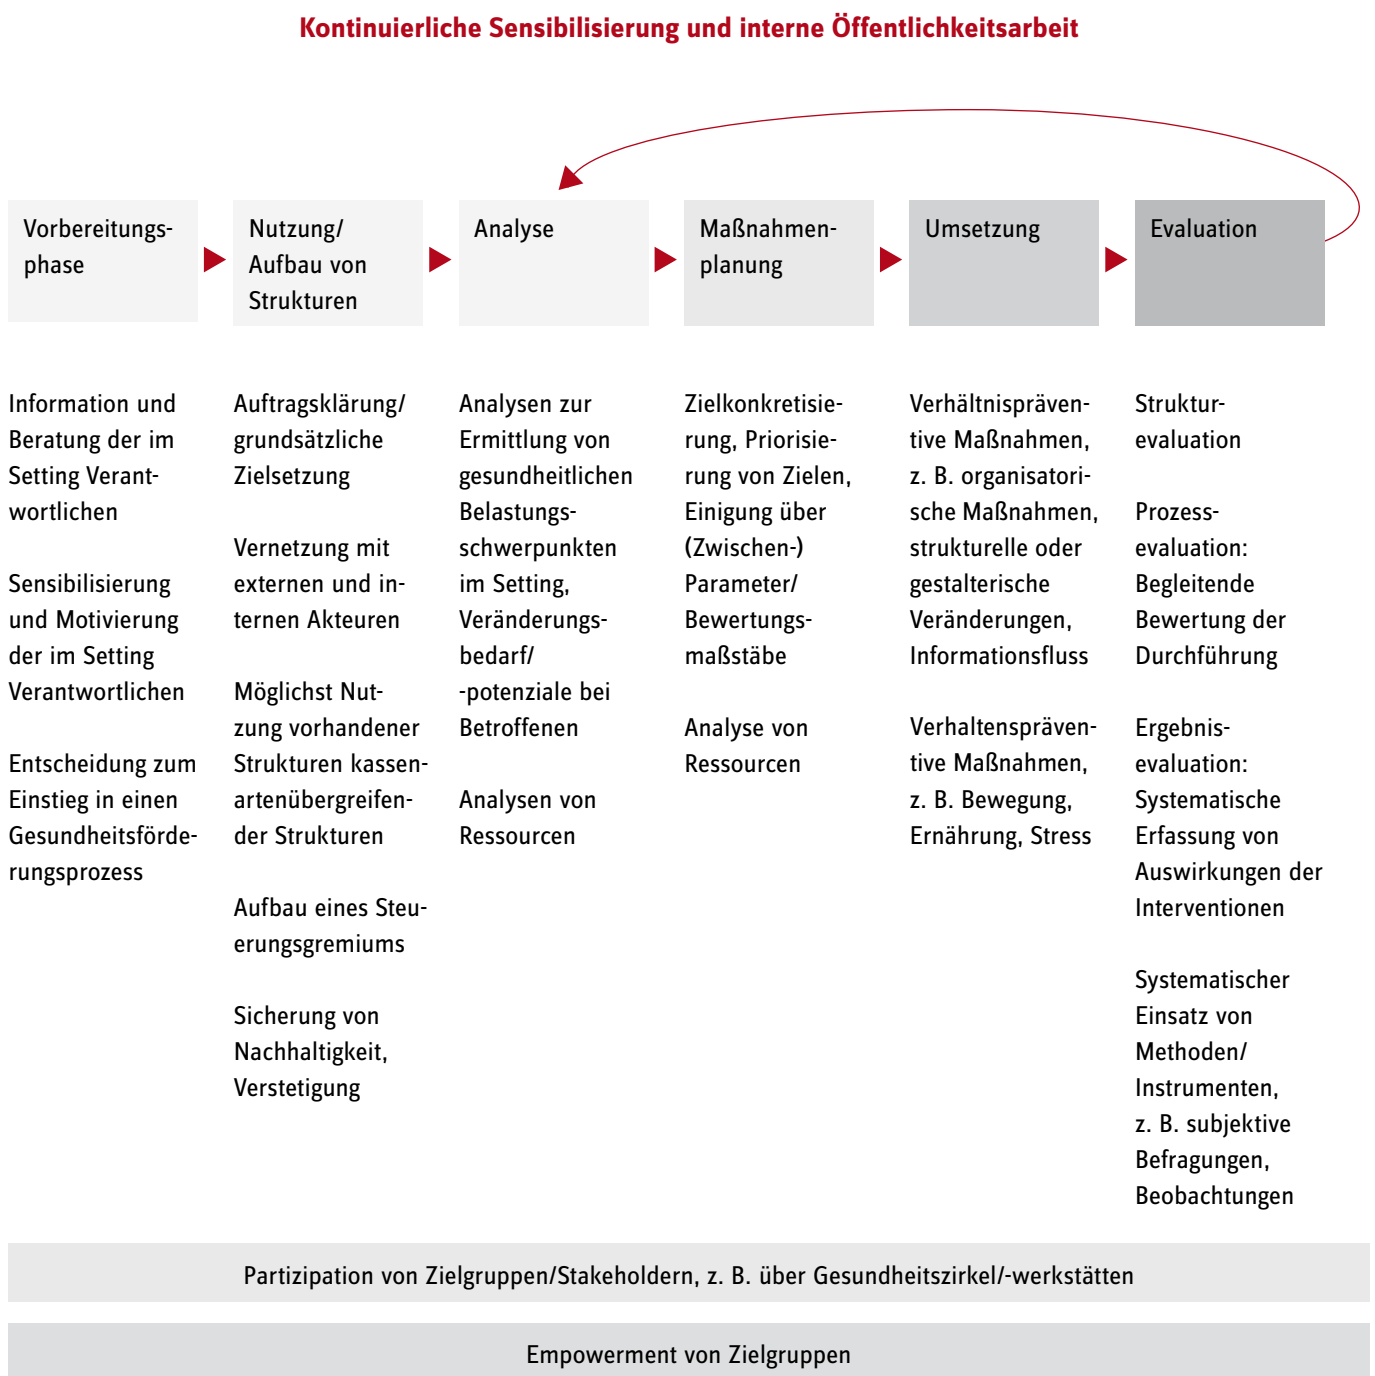 Kontinuierliche Sensibilisierung und interne Öffentlichkeitsarbeit
Vorbereitungs-
phase
Nutzung/
Aufbau von
Strukturen
Analyse
Maßnahmen-
planung
Umsetzung
Evaluation
Information und
Beratung der im
Setting Verant-
wortlichen
Sensibilisierung
und Motivierung
der im Setting
Verantwortlichen
Entscheidung zum
Einstieg in einen
Gesundheitsförde-
rungsprozess
Auftragsklärung/
grundsätzliche
Zielsetzung
Vernetzung mit
externen und in-
ternen Akteuren
Möglichst Nut-
zung vorhandener
Strukturen kassen-
artenübergreifen-
der Strukturen
Aufbau eines Steu-
erungsgremiums
Sicherung von
Nachhaltigkeit,
Verstetigung
Analysen zur
Ermittlung von
gesundheitlichen
Belastungs-
schwerpunkten
im Setting,
Veränderungs-
bedarf/
-potenziale bei
Betroffenen
Analysen von
Ressourcen
Zielkonkretisie-
rung, Priorisie-
rung von Zielen,
Einigung über
(Zwischen-)
Parameter/
Bewertungs-
maßstäbe
Analyse von
Ressourcen
Verhältnispräven-
tive Maßnahmen,
z. B. organisatori-
sche Maßnahmen,
strukturelle oder
gestalterische
Veränderungen,
Informationsfluss
Verhaltenspräven-
tive Maßnahmen,
z. B. Bewegung,
Ernährung, Stress
Struktur-
evaluation
Prozess-
evaluation:
Begleitende
Bewertung der
Durchführung
Ergebnis-
evaluation:
Systematische
Erfassung von
Auswirkungen der
Interventionen
Systematischer
Einsatz von
Methoden/
Instrumenten,
z. B. subjektive
Befragungen,
Beobachtungen
Partizipation von Zielgruppen/Stakeholdern, z. B. über Gesundheitszirkel/-werkstätten
Empowerment von Zielgruppen